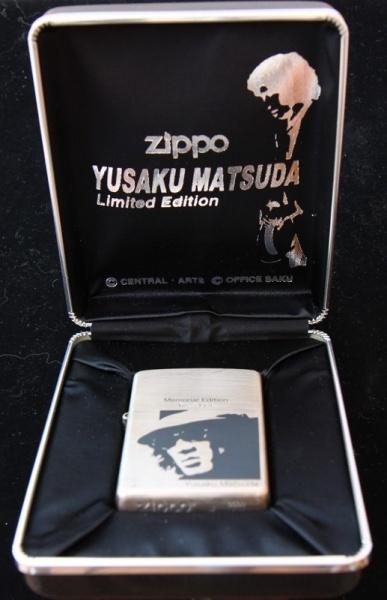 zippo
YUSAKU MATSUDA
Limited Edition
© CENTRAL · ARTS © OFFICE SAKU
Memorial Edition
Yusaku Matsuda
Zippo